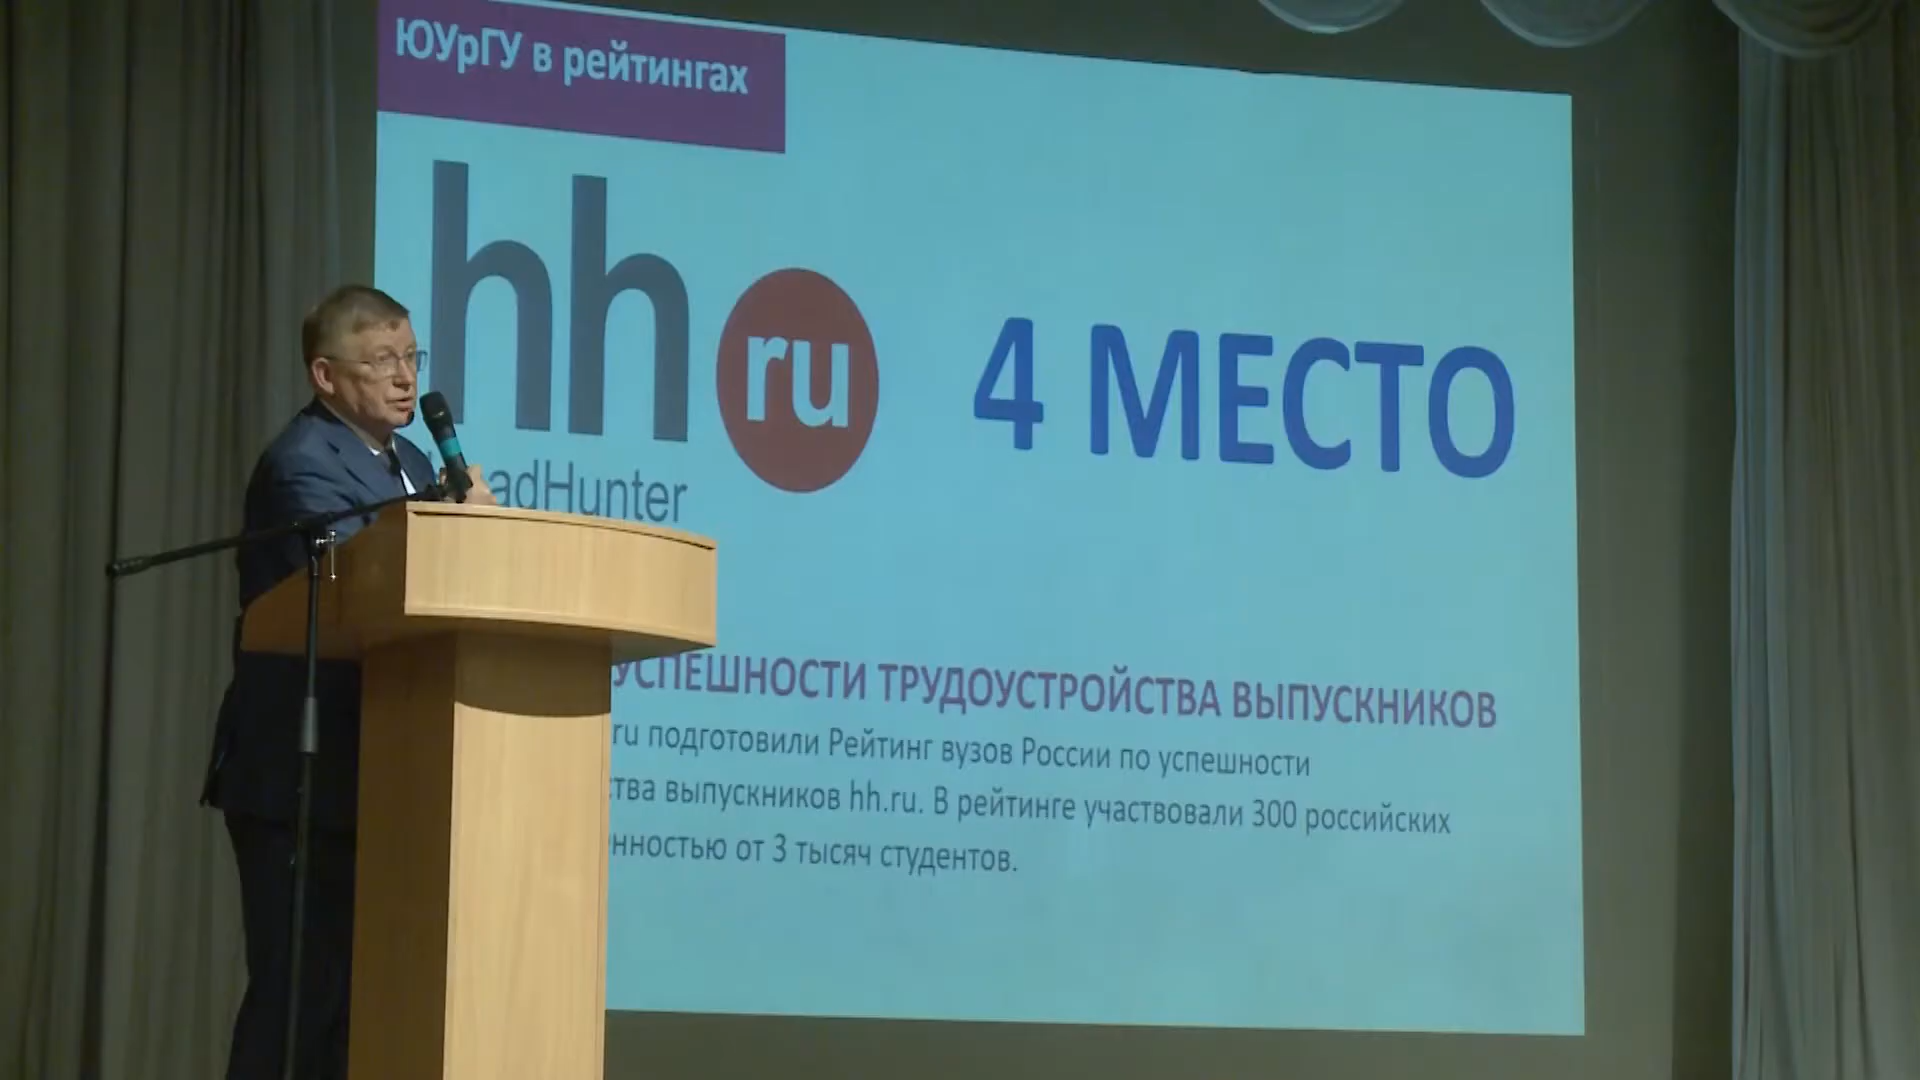 ЮУрГУ в рейтингах
hh ru
4 МЕСТО
adHunter
УСПЕШНОСТИ ТРУДОУСТРОЙСТВА ВЫПУСКНИКОВ
ru подготовили Рейтинг вузов России по успешности
ства выпускников hh.ru. В рейтинге участвовали 300 российских
нностью от 3 тысяч студентов.